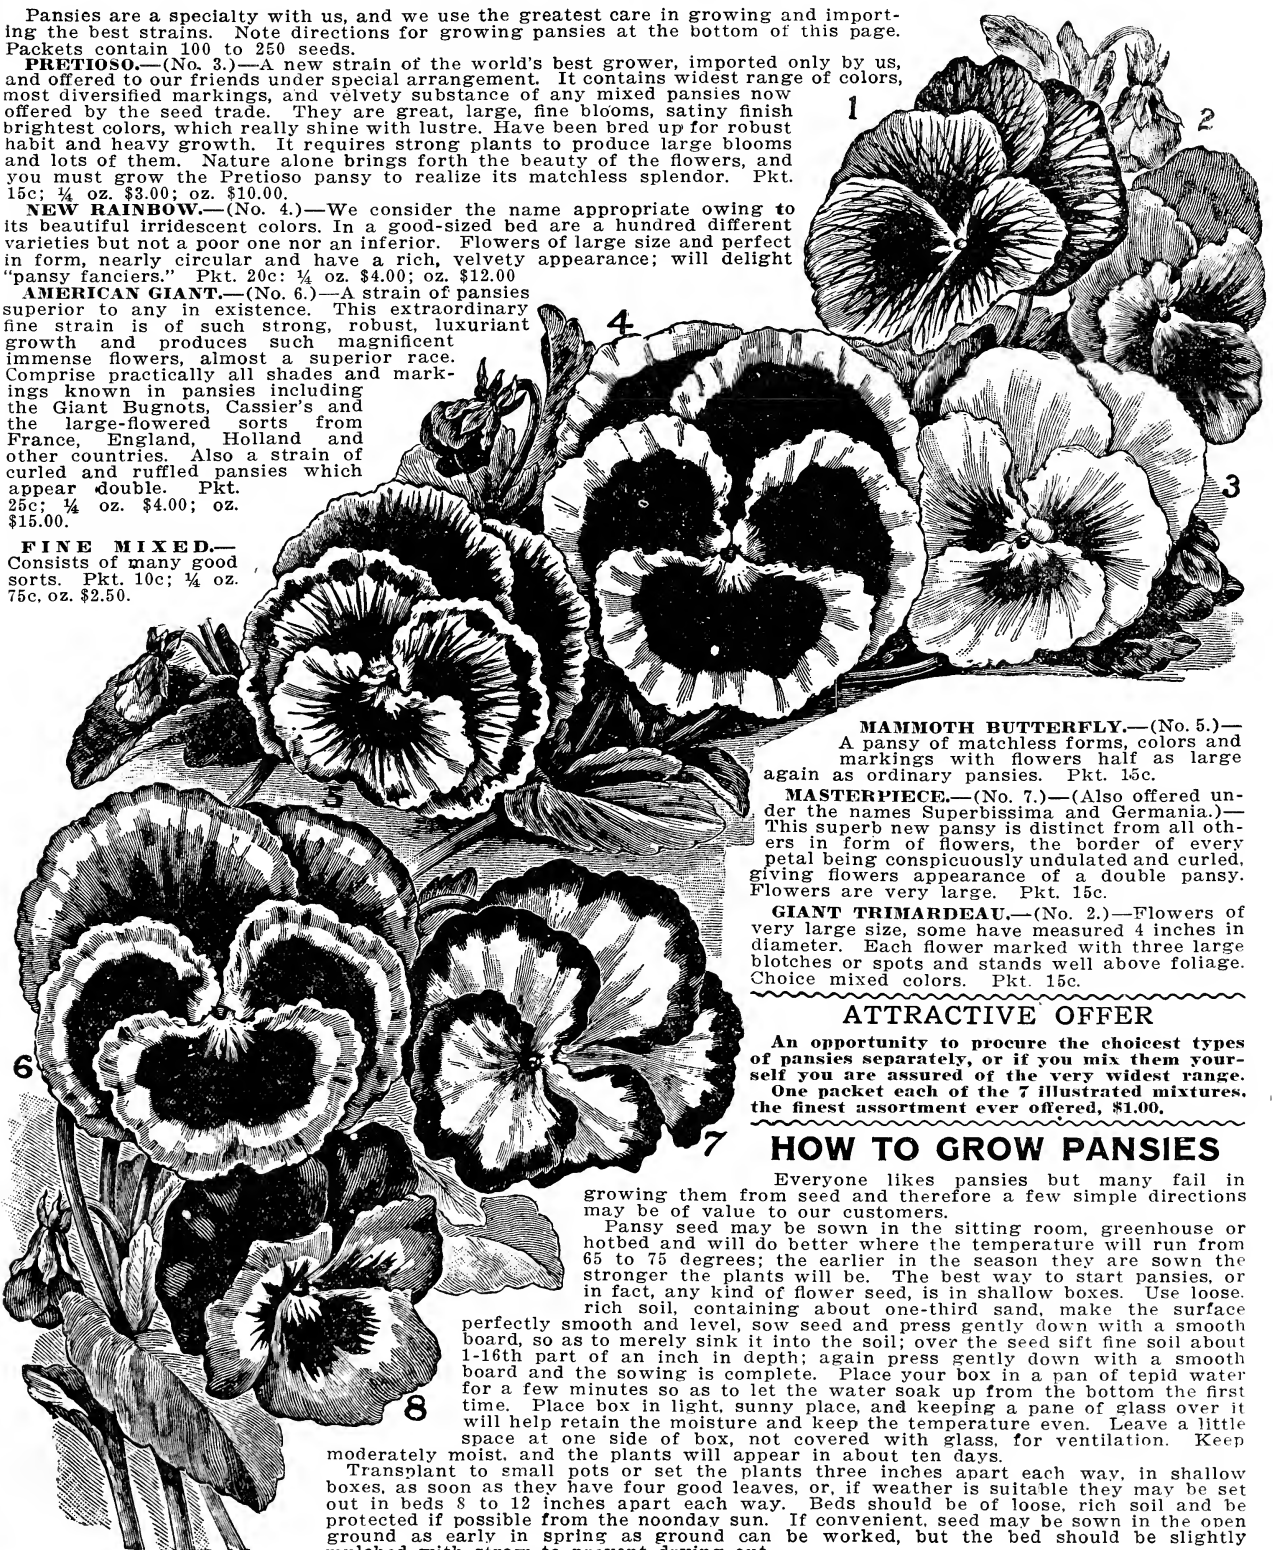 Pansies are a specialty with us, and we use the greatest care in growing and import-
ing the best strains. Note directions for growing pansies at the bottom of this page.
Packets contain 100 to 250 seeds.
PRETIOSO.—(No. 3.)—A new strain of the world's best grower, imported only by us,
and offered to our friends under special arrangement. It contains widest range of colors,
most diversified markings, and velvety substance of any mixed pansies now
offered by the seed trade. They are great, large, fine blooms, satiny finish
brightest colors, which really shine with lustre. Have been bred up for robust
habit and heavy growth. It requires strong plants to produce large blooms
and lots of them. Nature alone brings forth the beauty of the flowers, and
you must grow the Pretioso pansy to realize its matchless splendor. Pkt.
15c; ¼ oz. $3.00; oz. $10.00.
NEW RAINBOW.—(No. 4.)—We consider the name appropriate owing to
its beautiful irridescent colors. In a good-sized bed are a hundred different
varieties but not a poor one nor an inferior. Flowers of large size and perfect
in form, nearly circular and have a rich, velvety appearance; will delight
"pansy fanciers." Pkt. 20c: ¼ oz. $4.00; oz. $12.00
AMERICAN GIANT.—(No. 6.)—A strain of pansies
superior to any in existence. This extraordinary
fine strain is of such strong, robust, luxuriant
growth and produces such magnificent
immense flowers, almost a superior race.
Comprise practically all shades and mark-
ings known in pansies including
the Giant Bugnots, Cassier's and
the large-flowered sorts from
France, England, Holland and
other countries. Also a strain of
curled and ruffled pansies which
appear double. Pkt.
25c; ¼ oz. $4.00; oz.
$15.00.
FINE MIXED.—
Consists of many good
sorts. Pkt. 10c; ¼ oz.
75c, oz. $2.50.
1
2
3
4
5
6
7
8
MAMMOTH BUTTERFLY.—(No. 5.)—
A pansy of matchless forms, colors and
markings with flowers half as large
again as ordinary pansies. Pkt. 15c.
MASTERPIECE.—(No. 7.)—(Also offered un-
der the names Superbissima and Germania.)—
This superb new pansy is distinct from all oth-
ers in form of flowers, the border of every
petal being conspicuously undulated and curled,
giving flowers appearance of a double pansy.
Flowers are very large. Pkt. 15c.
GIANT TRIMARDEAU.—(No. 2.)—Flowers of
very large size, some have measured 4 inches in
diameter. Each flower marked with three large
blotches or spots and stands well above foliage.
Choice mixed colors. Pkt. 15c.
ATTRACTIVE OFFER
An opportunity to procure the choicest types
of pansies separately, or if you mix them your-
self you are assured of the very widest range.
One packet each of the 7 illustrated mixtures,
the finest assortment ever offered, $1.00.
HOW TO GROW PANSIES
Everyone likes pansies but many fail in
growing them from seed and therefore a few simple directions
may be of value to our customers.
Pansy seed may be sown in the sitting room, greenhouse or
hotbed and will do better where the temperature will run from
65 to 75 degrees; the earlier in the season they are sown the
stronger the plants will be. The best way to start pansies, or
in fact, any kind of flower seed, is in shallow boxes. Use loose,
rich soil, containing about one-third sand, make the surface
perfectly smooth and level, sow seed and press gently down with a smooth
board, so as to merely sink it into the soil; over the seed sift fine soil about
1-16th part of an inch in depth; again press gently down with a smooth
board and the sowing is complete. Place your box in a pan of tepid water
for a few minutes so as to let the water soak up from the bottom the first
time. Place box in light, sunny place, and keeping a pane of glass over it
will help retain the moisture and keep the temperature even. Leave a little
space at one side of box, not covered with glass, for ventilation. Keep
moderately moist, and the plants will appear in about ten days.
Transplant to small pots or set the plants three inches apart each way, in shallow
boxes, as soon as they have four good leaves, or, if weather is suitable they may be set
out in beds 8 to 12 inches apart each way. Beds should be of loose, rich soil and be
protected if possible from the noonday sun. If convenient, seed may be sown in the open
ground as early in spring as ground can be worked, but the bed should be slightly